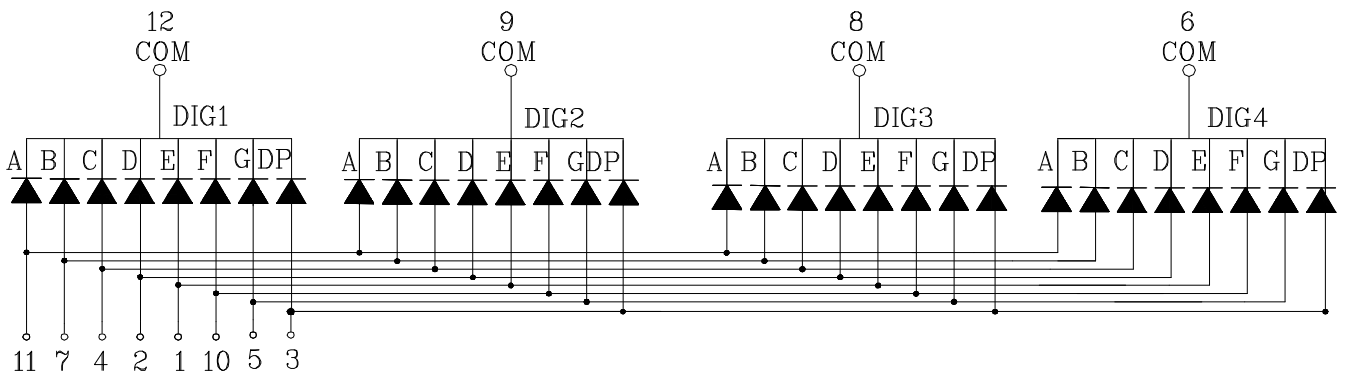 12 9 8 6
COM COM COM COM
DIG1 DIG2 DIG3 DIG4
A B C D E F G DP A B C D E F G DP A B C D E F G DP A B C D E F G DP
11 7 4 2 1 10 5 3